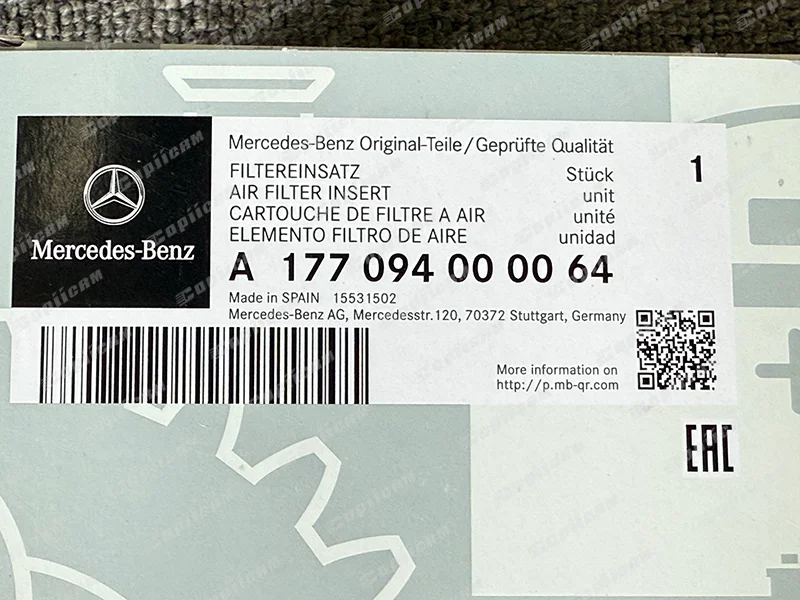 Mercedes-Benz Original-Teile/Geprüfte Qualität
FILTEREINSATZ Stück 1
AIR FILTER INSERT unit
CARTOUCHE DE FILTRE A AIR unité
ELEMENTO FILTRO DE AIRE unidad
Mercedes-Benz
A 177 094 00 00 64
Made in SPAIN 15531502
Mercedes-Benz AG, Mercedesstr.120, 70372 Stuttgart, Germany
More information on
http://p.mb-qr.com
EAC
Copiicam